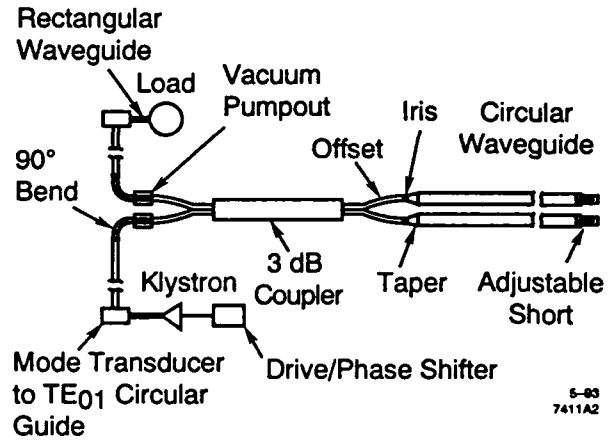 Rectangular
Waveguide
Load
Vacuum
Pumpout
Iris
Circular
Waveguide
Offset
90°
Bend
3 dB
Coupler
Taper
Adjustable
Short
Klystron
Mode Transducer
to TE01 Circular
Guide
Drive/Phase Shifter
5–93
7411A2